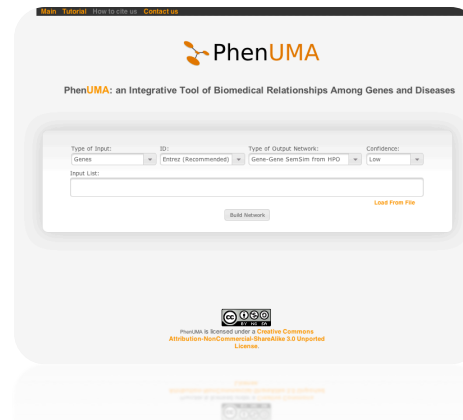 Main Tutorial How to cite us Contact us
PhenUMA
PhenUMA: an Integrative Tool of Biomedical Relationships Among Genes and Diseases
Type of Input: ID: Type of Output Network: Confidence:
Genes Entrez (Recommended) Gene-Gene SemSim from HPO Low
Input List:
Load From File
Build Network
cc BY NC SA
PhenUMA is licensed under a Creative Commons
Attribution-NonCommercial-ShareAlike 3.0 Unported
License.